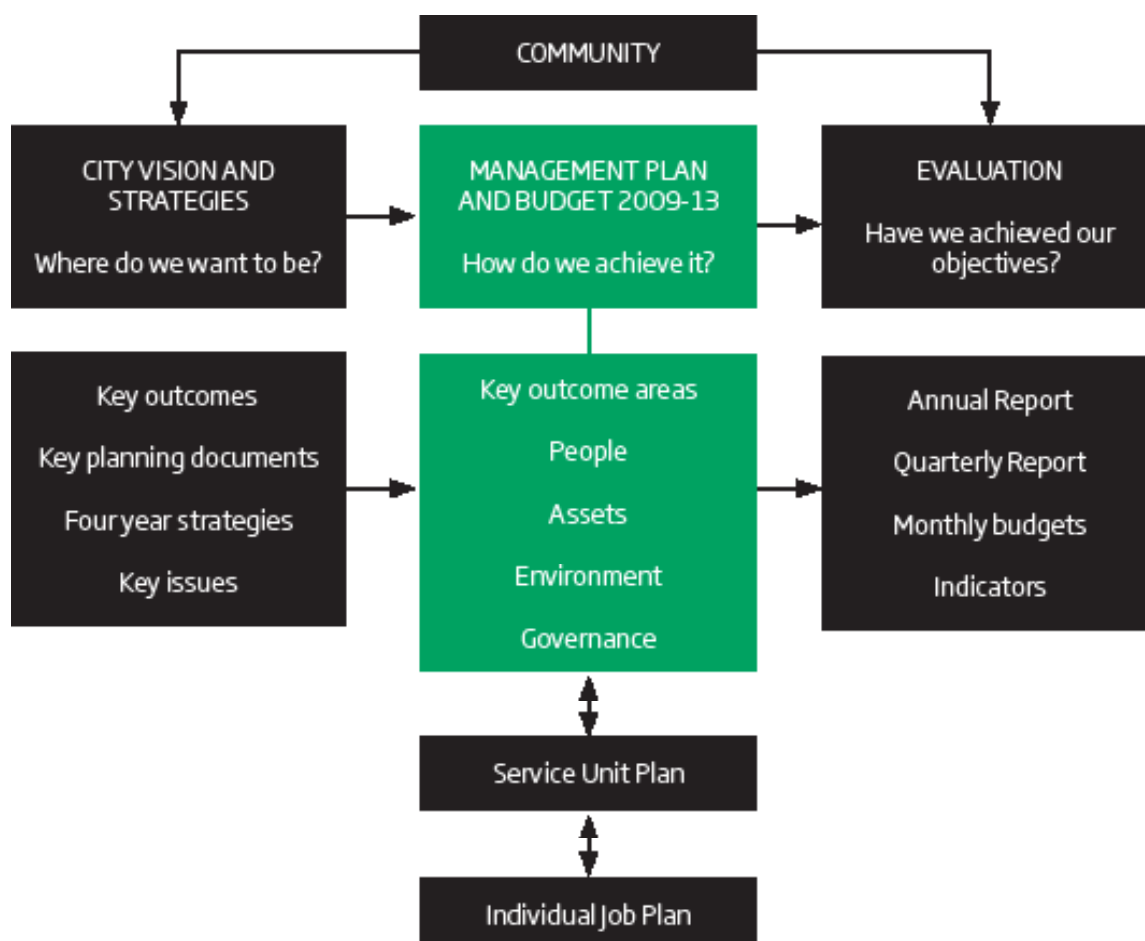 COMMUNITY
CITY VISION AND
STRATEGIES
Where do we want to be?
MANAGEMENT PLAN
AND BUDGET 2009-13
How do we achieve it?
EVALUATION
Have we achieved our
objectives?
Key outcomes
Key planning documents
Four year strategies
Key issues
Key outcome areas
People
Assets
Environment
Governance
Annual Report
Quarterly Report
Monthly budgets
Indicators
Service Unit Plan
Individual Job Plan